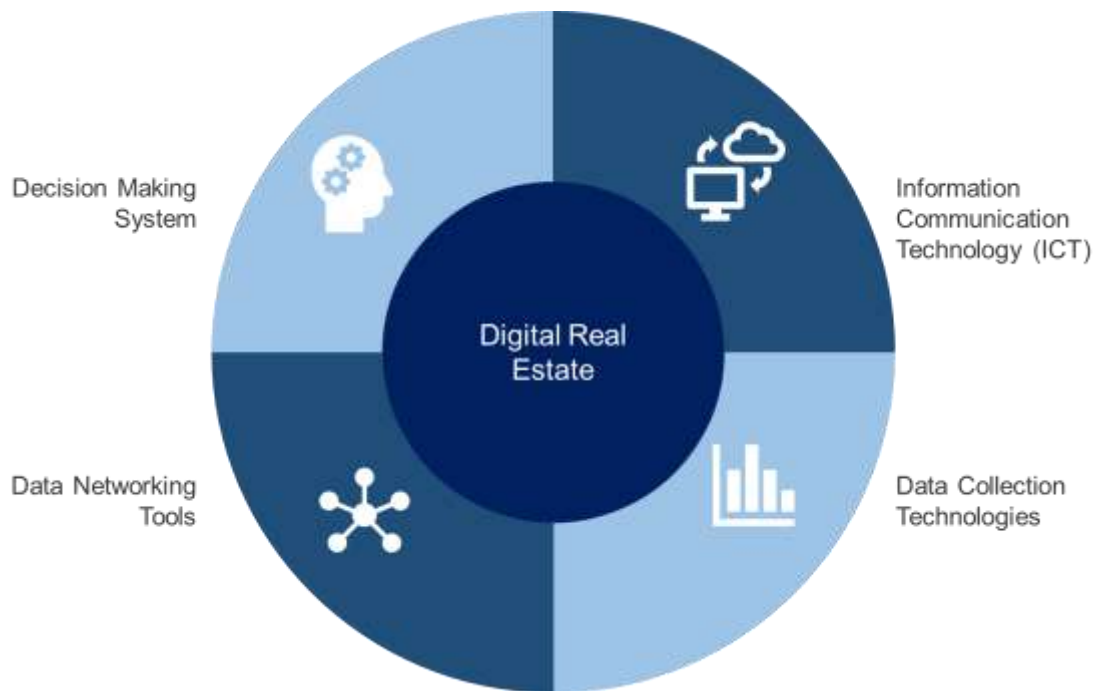 Decision Making
System
Information
Communication
Technology (ICT)
Digital Real
Estate
Data Networking
Tools
Data Collection
Technologies